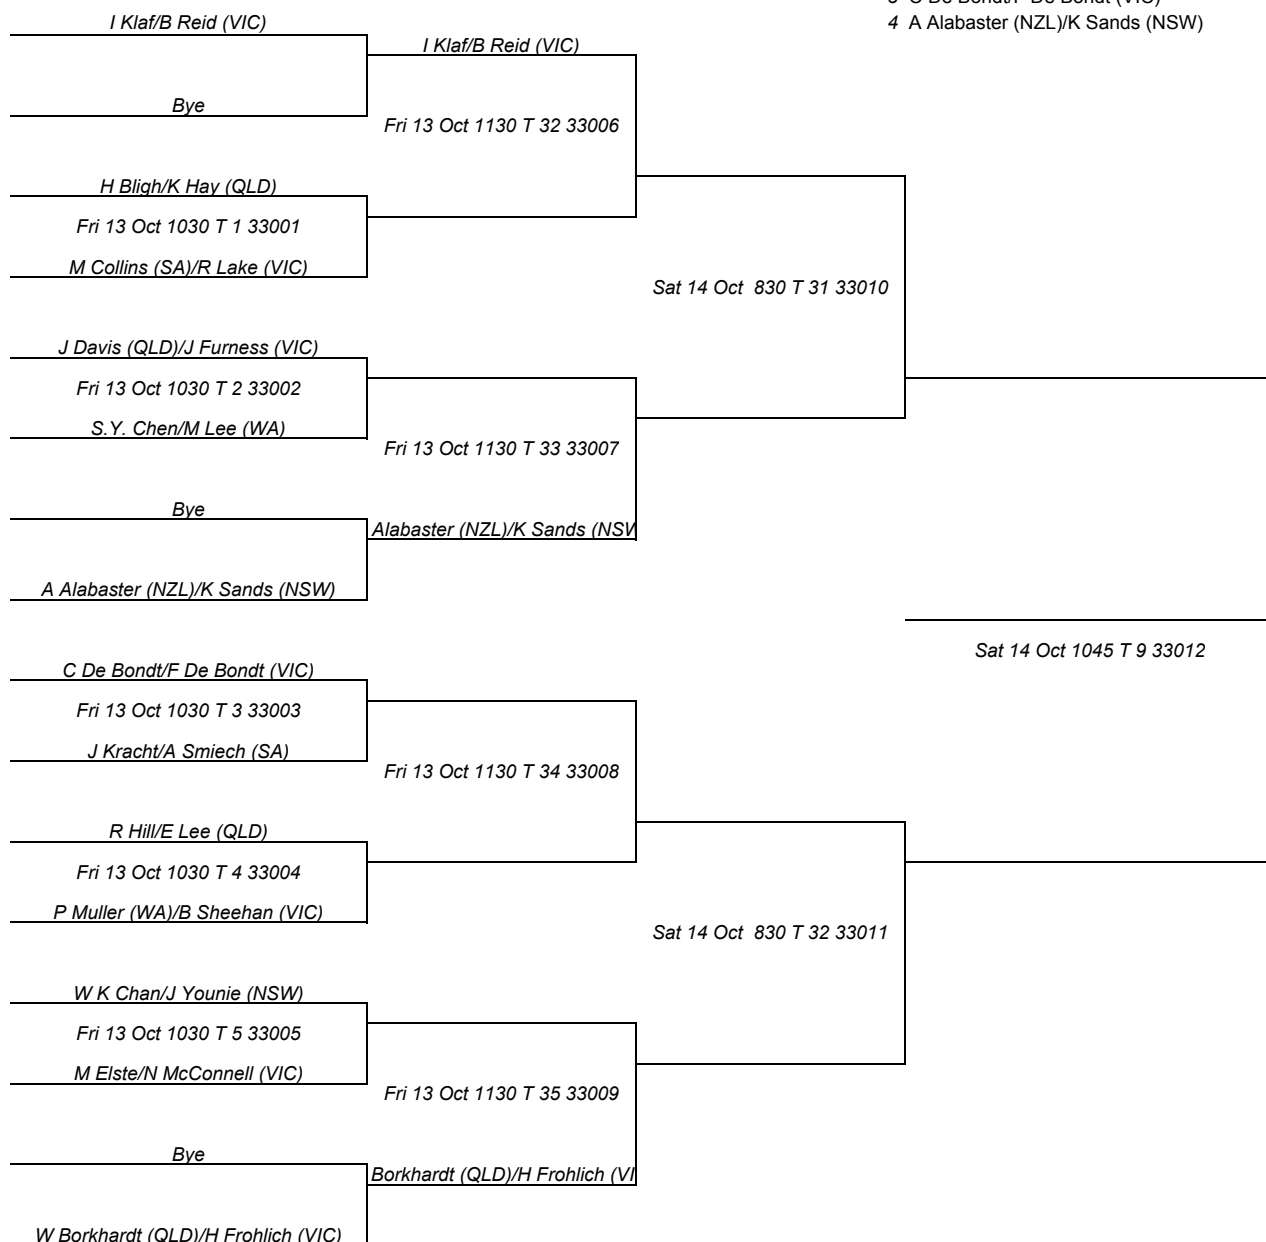 4 A Alabaster (NZL)/K Sands (NSW)
I Klaf/B Reid (VIC)
I Klaf/B Reid (VIC)
Bye
Fri 13 Oct 1130 T 32 33006
H Bligh/K Hay (QLD)
Fri 13 Oct 1030 T 1 33001
M Collins (SA)/R Lake (VIC)
Sat 14 Oct  830 T 31 33010
J Davis (QLD)/J Furness (VIC)
Fri 13 Oct 1030 T 2 33002
S.Y. Chen/M Lee (WA)
Fri 13 Oct 1130 T 33 33007
Bye
Alabaster (NZL)/K Sands (NSW
A Alabaster (NZL)/K Sands (NSW)
Sat 14 Oct 1045 T 9 33012
C De Bondt/F De Bondt (VIC)
Fri 13 Oct 1030 T 3 33003
J Kracht/A Smiech (SA)
Fri 13 Oct 1130 T 34 33008
R Hill/E Lee (QLD)
Fri 13 Oct 1030 T 4 33004
P Muller (WA)/B Sheehan (VIC)
Sat 14 Oct  830 T 32 33011
W K Chan/J Younie (NSW)
Fri 13 Oct 1030 T 5 33005
M Elste/N McConnell (VIC)
Fri 13 Oct 1130 T 35 33009
Bye
Borkhardt (QLD)/H Frohlich (VI
W Borkhardt (QLD)/H Frohlich (VIC)